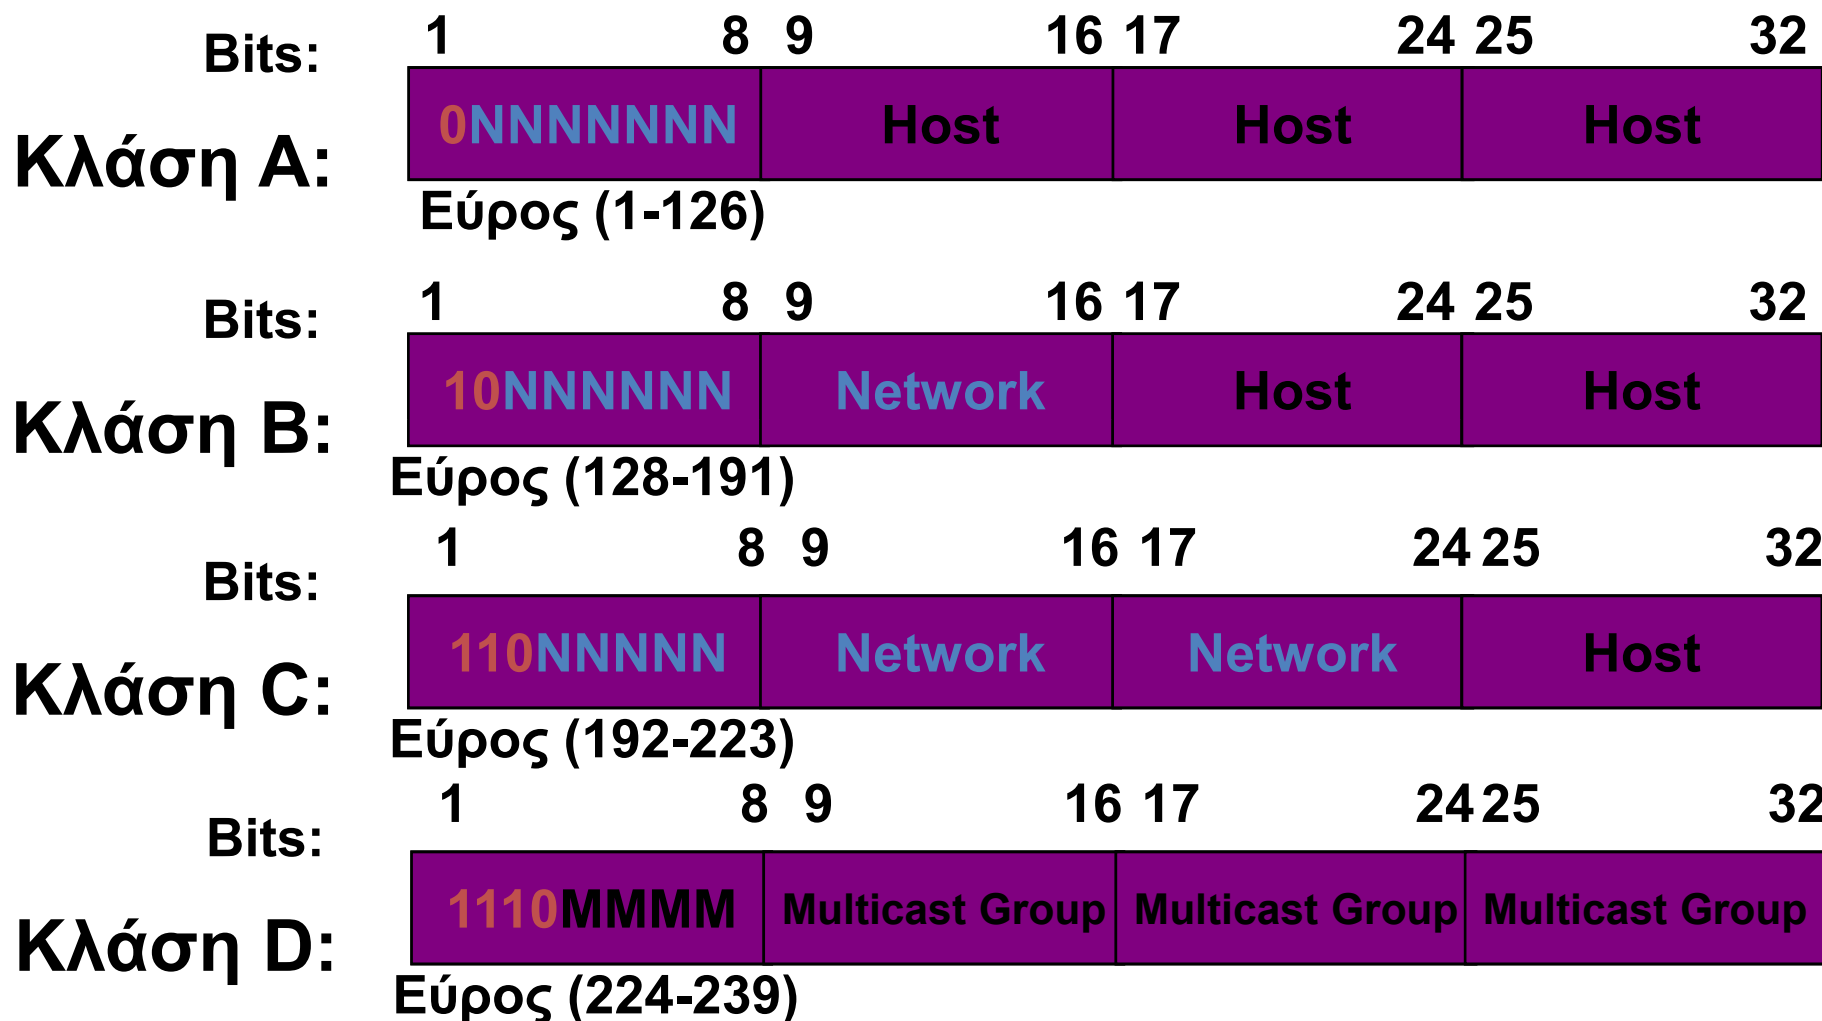 Bits: 1 8 9 16 17 24 25 32
Κλάση A: 0NNNNNNN Host Host Host
Εύρος (1-126)
Bits: 1 8 9 16 17 24 25 32
Κλάση B: 10NNNNNN Network Host Host
Εύρος (128-191)
Bits: 1 8 9 16 17 24 25 32
Κλάση C: 110NNNNN Network Network Host
Εύρος (192-223)
Bits: 1 8 9 16 17 24 25 32
Κλάση D: 1110MMMM Multicast Group Multicast Group Multicast Group
Εύρος (224-239)